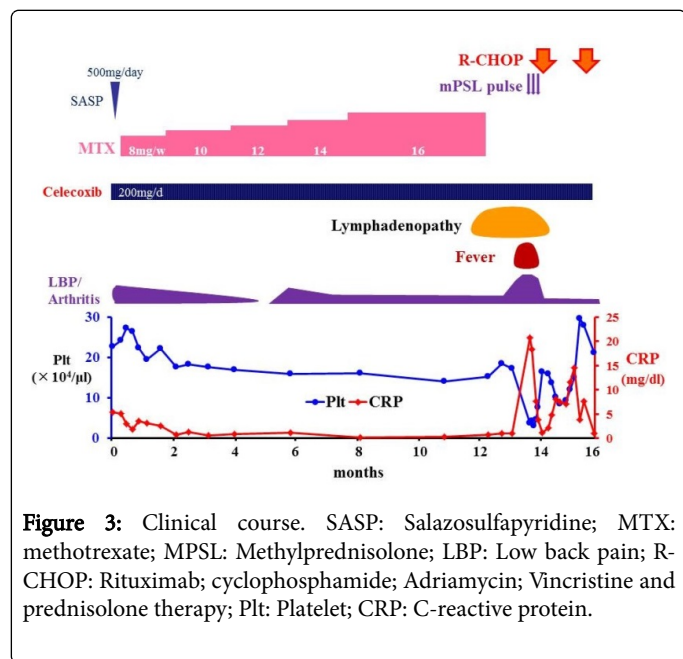 R-CHOP
500mg/day
mPSL pulse
SASP
MTX
8mg/w 10 12 14 16
Celecoxib 200mg/d
Lymphadenopathy
Fever
LBP/
Arthritis
30 25
Plt
(×10⁴/μl)
CRP
(mg/dl)
20
20 15
10
10 5
0 0
Plt CRP
0 2 4 6 8 10 12 14 16
months
Figure 3: Clinical course. SASP: Salazosulfapyridine; MTX:
methotrexate; MPSL: Methylprednisolone; LBP: Low back pain; R-
CHOP: Rituximab; cyclophosphamide; Adriamycin; Vincristine and
prednisolone therapy; Plt: Platelet; CRP: C-reactive protein.